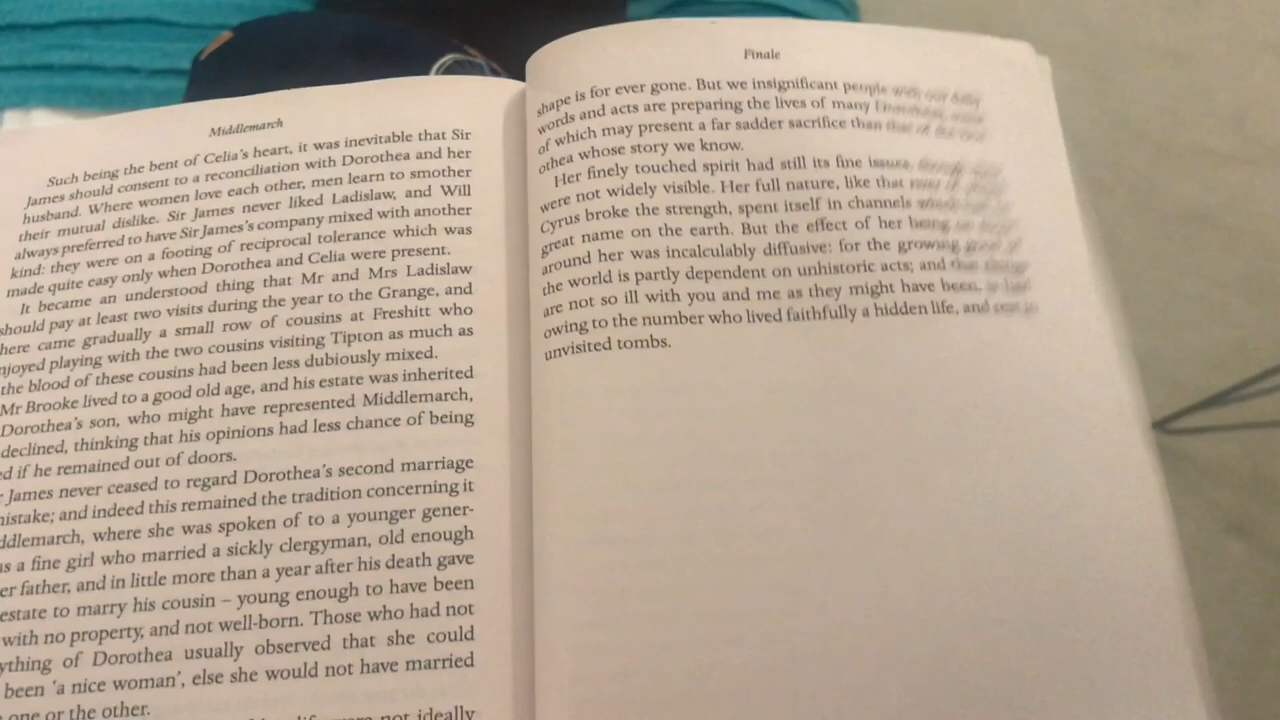 Middlemarch
Such being the bent of Celia's heart, it was inevitable that Sir
James should consent to a reconciliation with Dorothea and her
husband. Where women love each other, men learn to smother
their mutual dislike. Sir James never liked Ladislaw, and Will
always preferred to have Sir James's company mixed with another
kind: they were on a footing of reciprocal tolerance which was
made quite easy only when Dorothea and Celia were present.
It became an understood thing that Mr and Mrs Ladislaw
should pay at least two visits during the year to the Grange, and
here came gradually a small row of cousins at Freshitt who
njoyed playing with the two cousins visiting Tipton as much as
the blood of these cousins had been less dubiously mixed.
Mr Brooke lived to a good old age, and his estate was inherited
Dorothea's son, who might have represented Middlemarch,
declined, thinking that his opinions had less chance of being
ed if he remained out of doors.
James never ceased to regard Dorothea's second marriage
mistake; and indeed this remained the tradition concerning it
ddlemarch, where she was spoken of to a younger gener-
as a fine girl who married a sickly clergyman, old enough
er father, and in little more than a year after his death gave
estate to marry his cousin – young enough to have been
with no property, and not well-born. Those who had not
ything of Dorothea usually observed that she could
been 'a nice woman', else she would not have married
one or the other.
not ideally
Finale
shape is for ever gone. But we insignificant people with our daily
words and acts are preparing the lives of many
of which may present a far sadder sacrifice than that of the
othea whose story we know.
Her finely touched spirit had still its fine issues, though
were not widely visible. Her full nature, like that
Cyrus broke the strength, spent itself in channels
great name on the earth. But the effect of her being
around her was incalculably diffusive: for the growing
the world is partly dependent on unhistoric acts; and that things
are not so ill with you and me as they might have been,
owing to the number who lived faithfully a hidden life, and rest in
unvisited tombs.